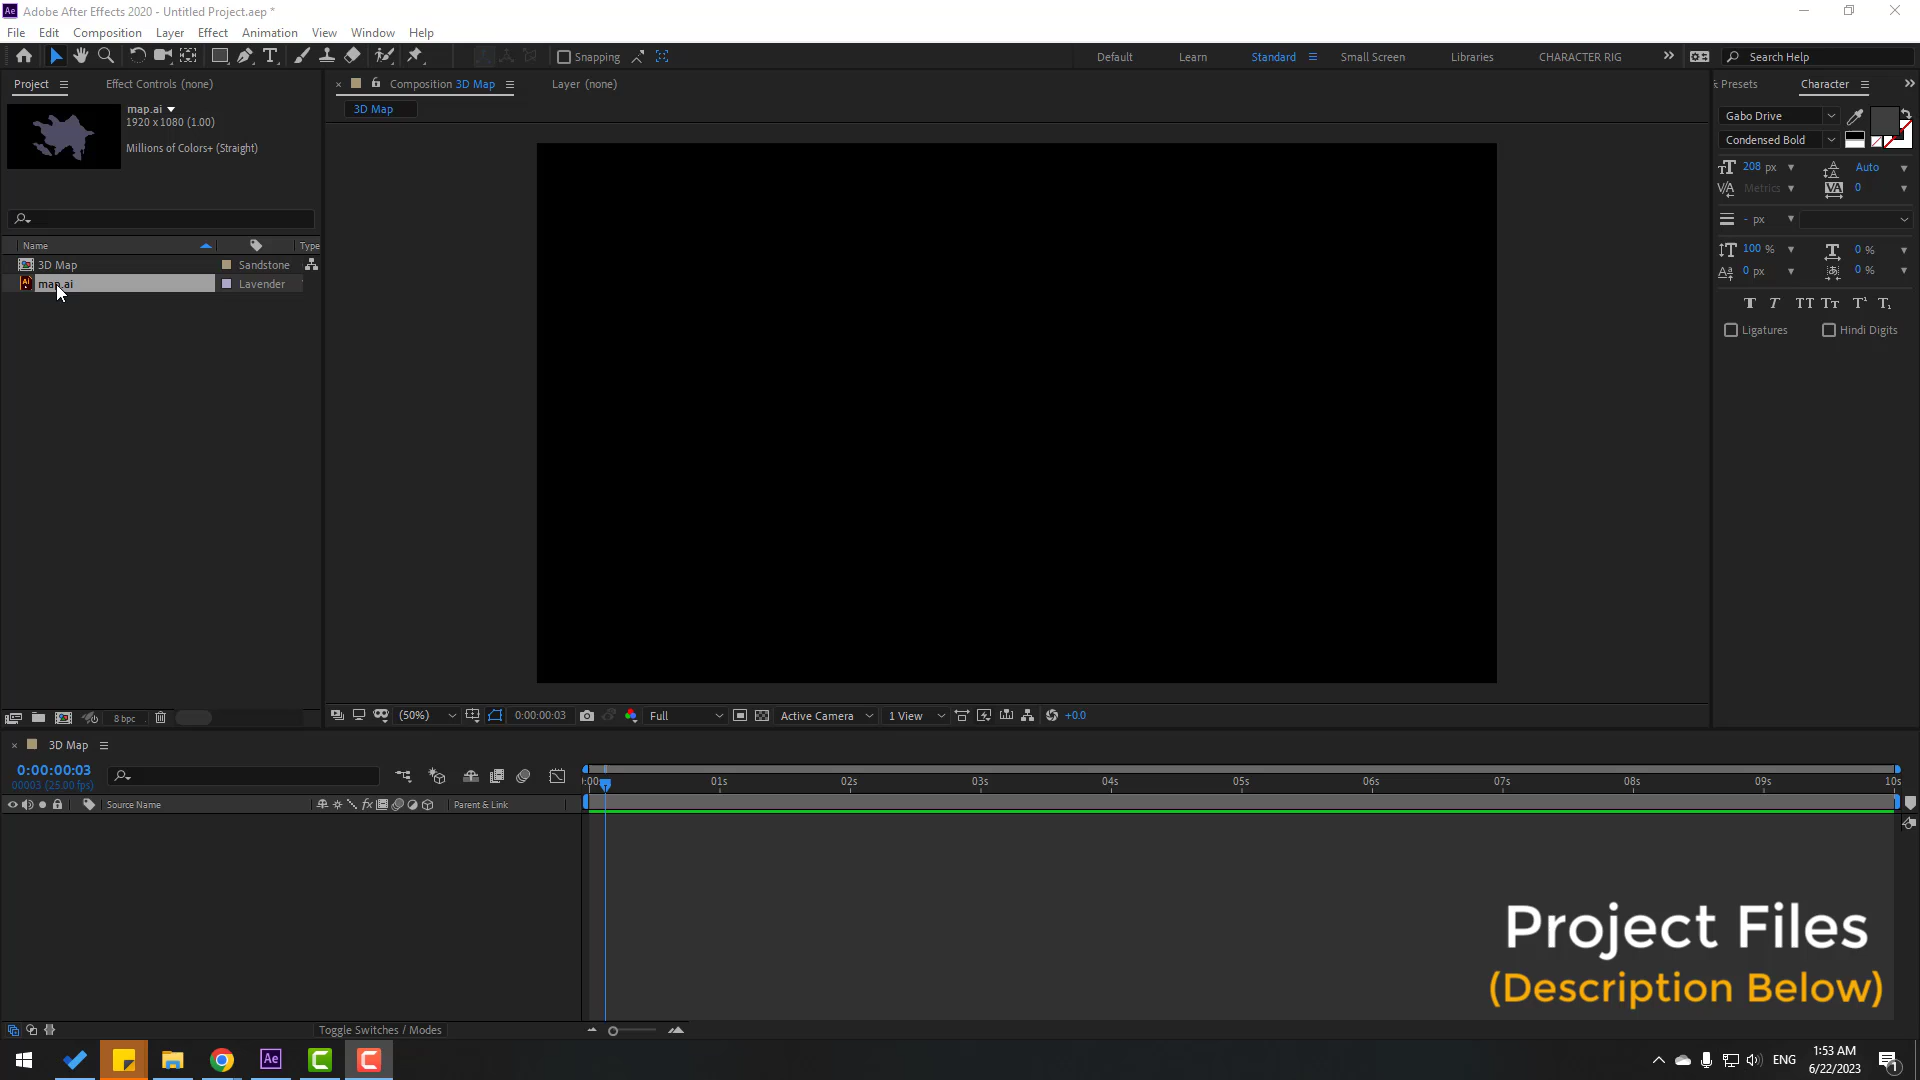 Adobe After Effects 2020 - Untitled Project.aep *
File Edit Composition Layer Effect Animation View Window Help
Snapping
Default Learn Standard Small Screen Libraries CHARACTER RIG Search Help
Project Effect Controls (none)
Composition 3D Map Layer (none)
Presets Character
map.ai
1920 x 1080 (1.00)
Millions of Colors+ (Straight)
3D Map
Gabo Drive
Condensed Bold
208 px Auto
Metrics 0
- px
100 % 0 %
0 px 0 %
Ligatures Hindi Digits
Name Type
3D Map Sandstone
map.ai Lavender
8 bpc
(50%) 0:00:00:03 Full Active Camera 1 View +0.0
3D Map
0:00:00:03
00003 (25.00 fps)
:00s 01s 02s 03s 04s 05s 06s 07s 08s 09s 10s
Source Name Parent & Link
Project Files
(Description Below)
Toggle Switches / Modes
ENG
1:53 AM
6/22/2023
1